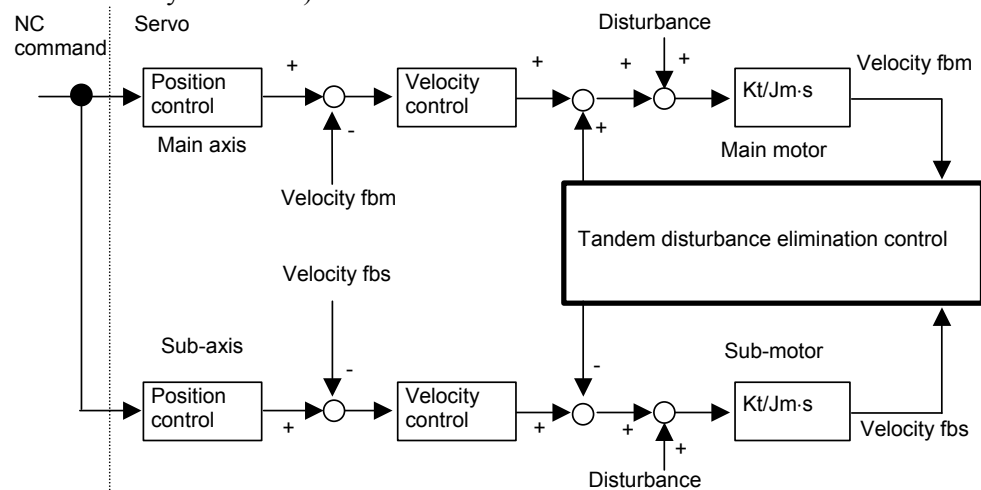 NC
command
Servo
Disturbance
+
+
+
+
Velocity fbm
Position
control
Velocity
control
Kt/Jm·s
-
+
Main axis
Main motor
Velocity fbm
Tandem disturbance elimination control
Velocity fbs
Sub-axis
Sub-motor
-
-
Position
control
Velocity
control
Kt/Jm·s
+
+
+
+
Velocity fbs
Disturbance